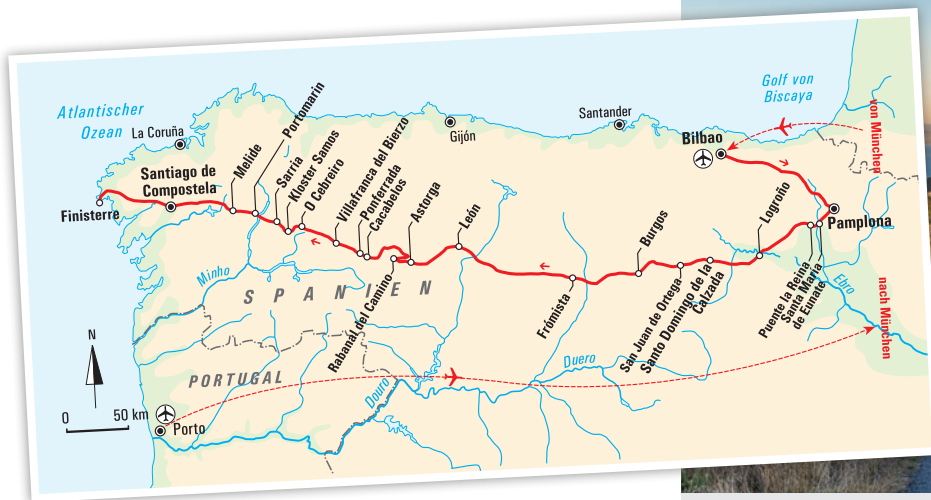 Atlantischer
Ozean
La Coruña
Santiago de
Compostela
Finisterre
Melide
Portomarin
Sarria
Kloster Samos
O Cebreiro
Villafranca del Bierzo
Ponferrada
Cacabelos
Astorga
León
Gijón
Santander
Golf von
Biscaya
Bilbao
von München
Logroño
Pamplona
Burgos
Puente la Reina
Santa Maria
de Eunate
Ebro
nach München
San Juan de Ortega
Santo Domingo de la
Calzada
Frómista
Rabanal del Camino
Minho
SPANIEN
PORTUGAL
Duero
Douro
N
0 50 km
Porto